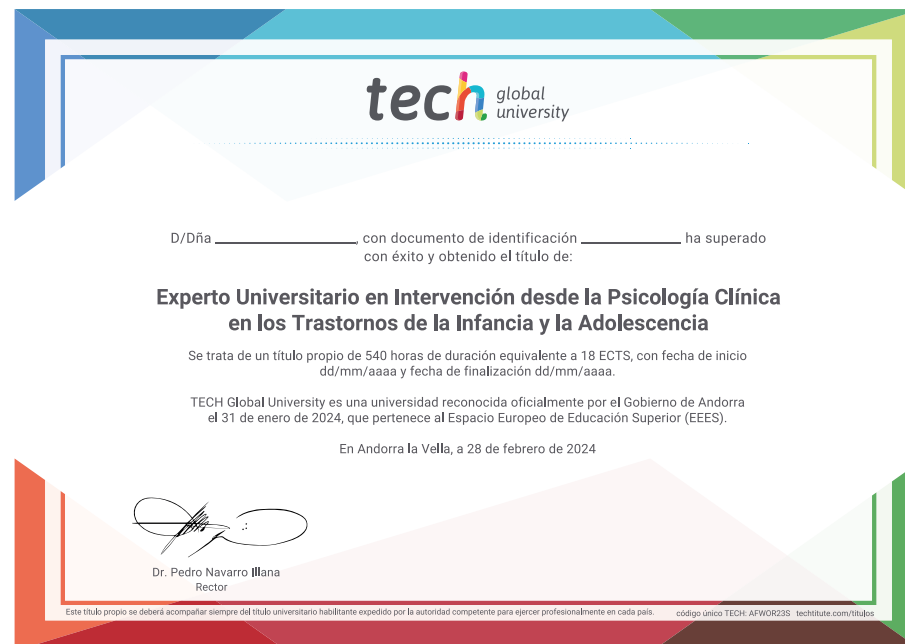 tech global university
D/Dña ________________, con documento de identificación ____________ ha superado
con éxito y obtenido el título de:
Experto Universitario en Intervención desde la Psicología Clínica
en los Trastornos de la Infancia y la Adolescencia
Se trata de un título propio de 540 horas de duración equivalente a 18 ECTS, con fecha de inicio
dd/mm/aaaa y fecha de finalización dd/mm/aaaa.
TECH Global University es una universidad reconocida oficialmente por el Gobierno de Andorra
el 31 de enero de 2024, que pertenece al Espacio Europeo de Educación Superior (EEES).
En Andorra la Vella, a 28 de febrero de 2024
Dr. Pedro Navarro Illana
Rector
Este título propio se deberá acompañar siempre del título universitario habilitante expedido por la autoridad competente para ejercer profesionalmente en cada país. código único TECH: AFWOR23S techtitute.com/titulos